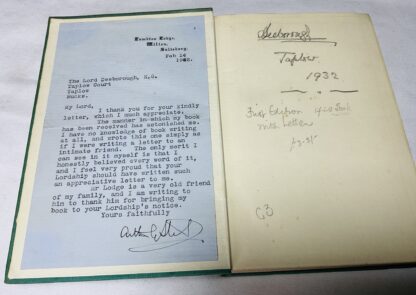 Fambton Lodge,
Wilton,
Salisbury.
Feb 24
1932.
The Lord Desborough, K.G.
Taplow Court
Taplow
Bucks.
My Lord,
I thank you for your kindly
letter, which I much appreciate.
The manner in which my book
has been received has astonished me.
I have no knowledge of book writing
at all, and wrote this one simply as
if I were writing a letter to an
intimate friend. The only merit I
can see in it myself is that I
honestly believed every word of it,
and I feel very proud that your
Lordship should have written such
an appreciative letter to me.
Mr Lodge is a very old friend
of my family, and I am writing to
him to thank him for bringing my
book to your Lordship's notice.
Yours faithfully
Desborough
Taplow
1932
First Edition
C3